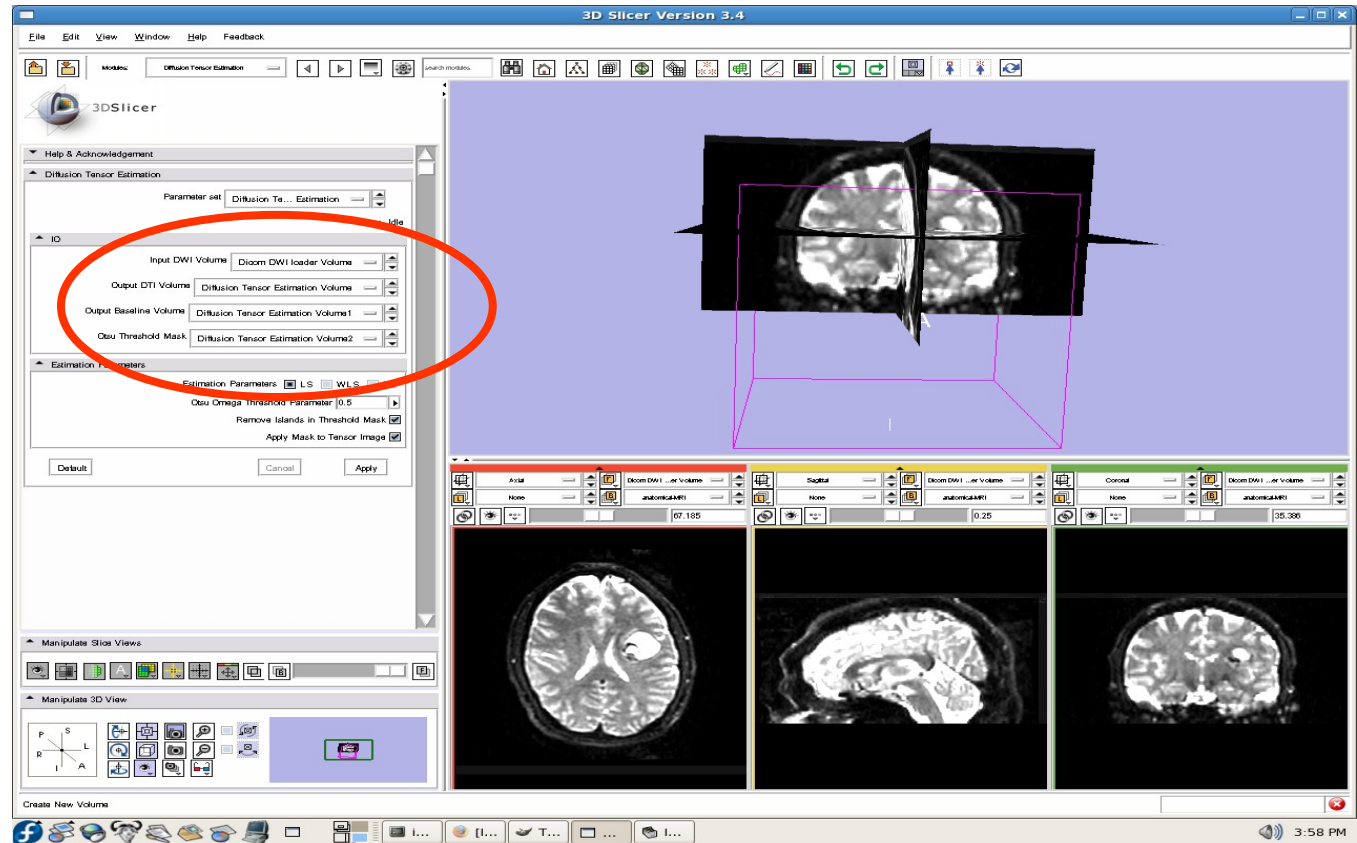 3D Slicer Version 3.4
File Edit View Window Help Feedback
Modules: Diffusion Tensor Estimation search modules
3DSlicer
Help & Acknowledgement
Diffusion Tensor Estimation
Parameter set Diffusion Te... Estimation
Idle
IO
Input DWI Volume Dicom DWI loader Volume
Output DTI Volume Diffusion Tensor Estimation Volume
Output Baseline Volume Diffusion Tensor Estimation Volume1
Otsu Threshold Mask Diffusion Tensor Estimation Volume2
Estimation Parameters
Estimation Parameters LS WLS
Otsu Omega Threshold Parameter 0.5
Remove Islands in Threshold Mask
Apply Mask to Tensor Image
Default Cancel Apply
A
I
Axial Dicom DWI ...er Volume
None anatomical-MRI
67.185
Sagittal Dicom DWI ...er Volume
None anatomical-MRI
0.25
Coronal Dicom DWI ...er Volume
None anatomical-MRI
35.386
Manipulate Slice Views
Manipulate 3D View
P S
R L
I A
Create New Volume
i... [I... T... ... I... 3:58 PM